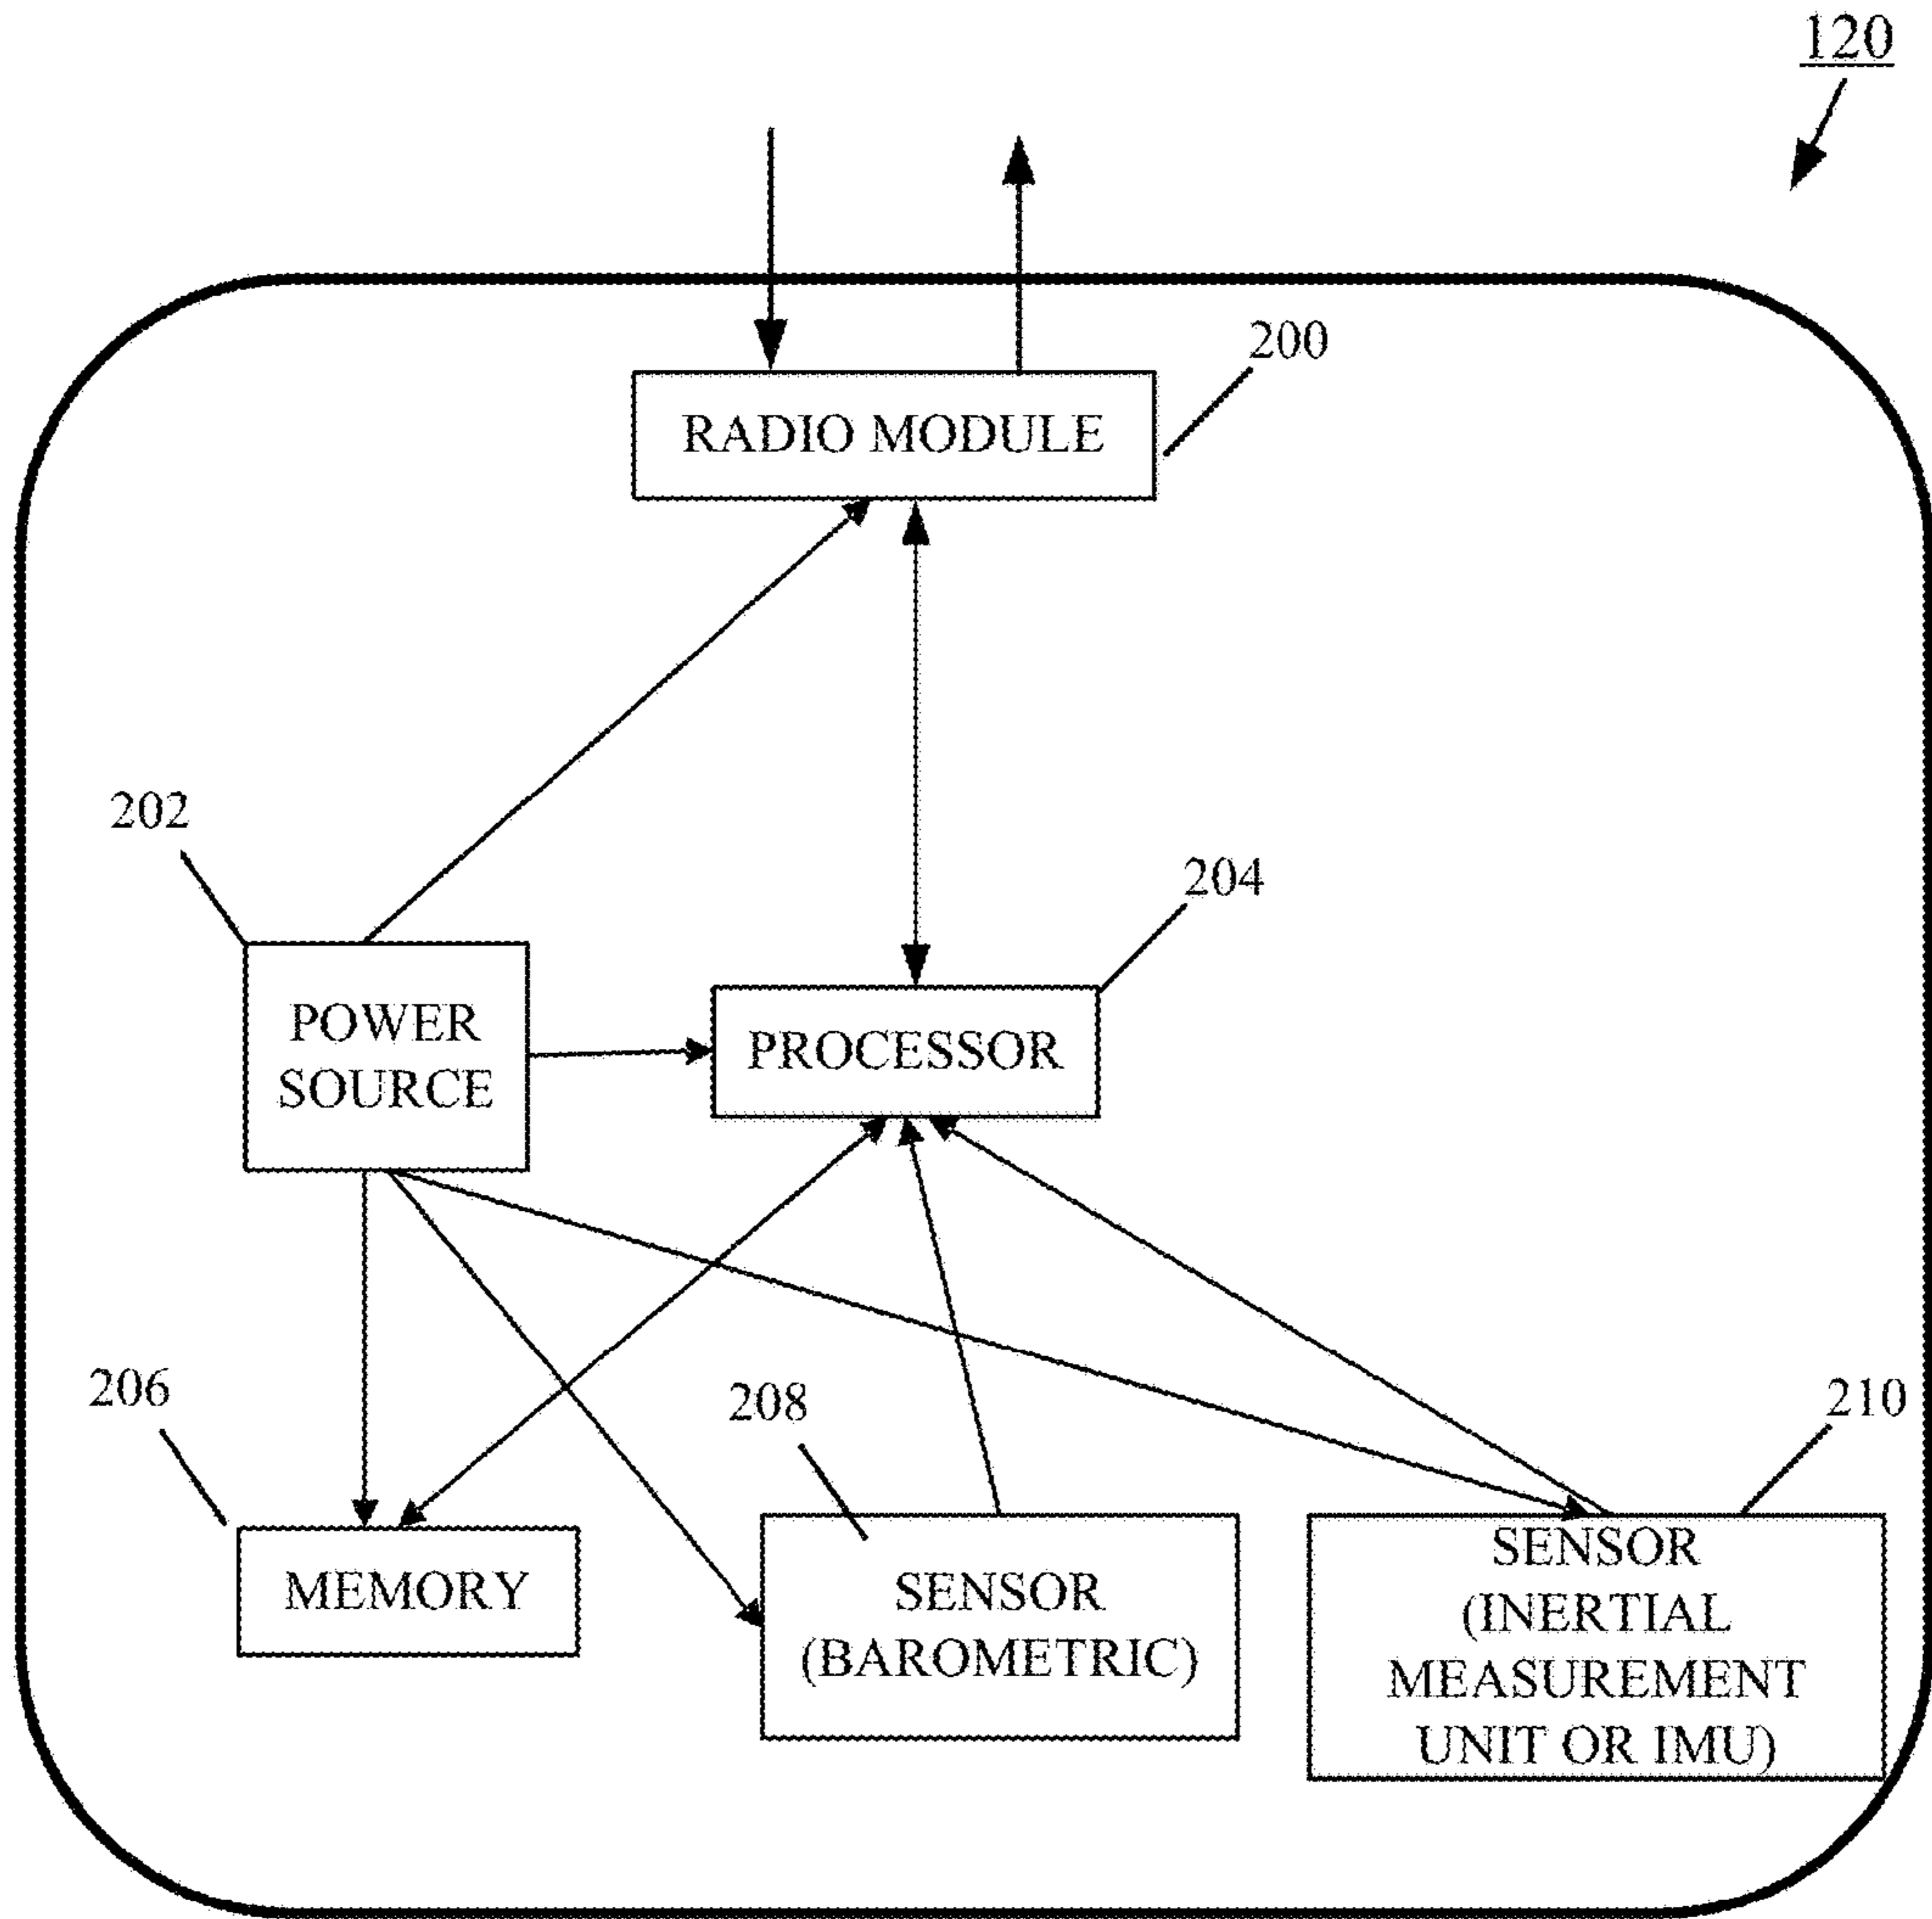 120
200
RADIO MODULE
202
204
POWER
SOURCE
PROCESSOR
206
208
210
MEMORY
SENSOR
(BAROMETRIC)
SENSOR
(INERTIAL
MEASUREMENT
UNIT OR IMU)